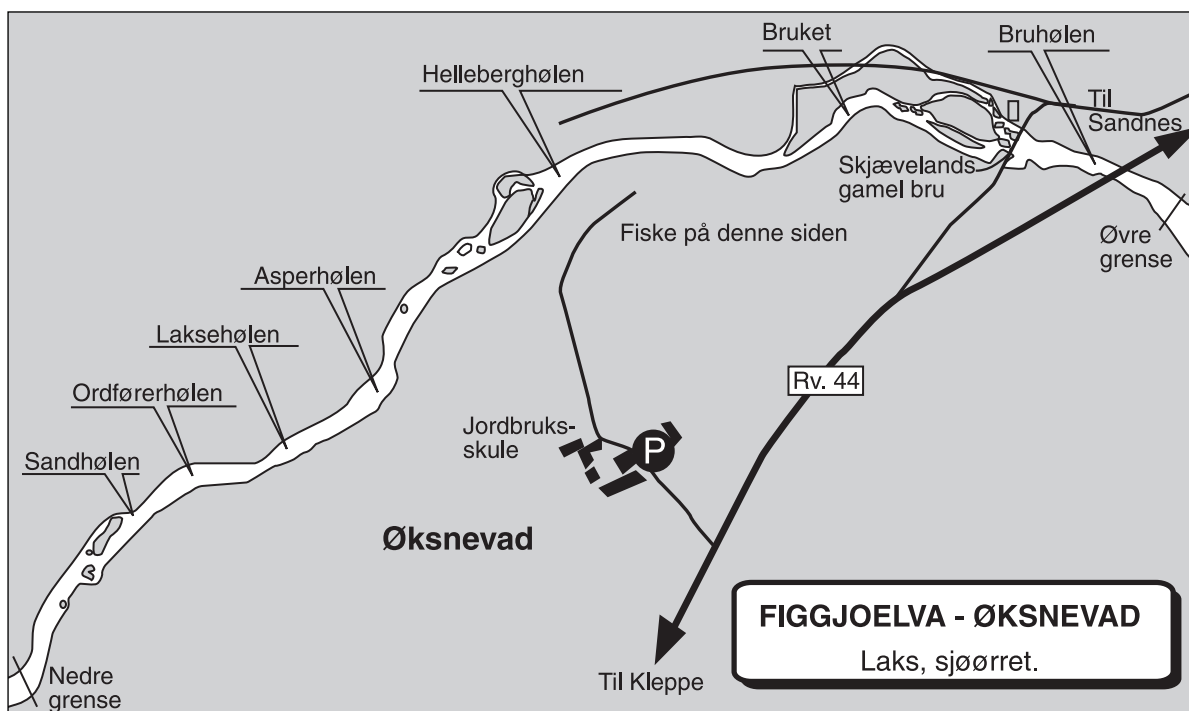 Bruket
Bruhølen
Helleberghølen
Til
Sandnes
Skjævelands
gamel bru
Fiske på denne siden
Øvre
grense
Asperhølen
Laksehølen
Rv. 44
Ordførerhølen
Jordbruks-
skule
P
Sandhølen
Øksnevad
FIGGJOELVA - ØKSNEVAD
Laks, sjøørret.
Nedre
grense
Til Kleppe